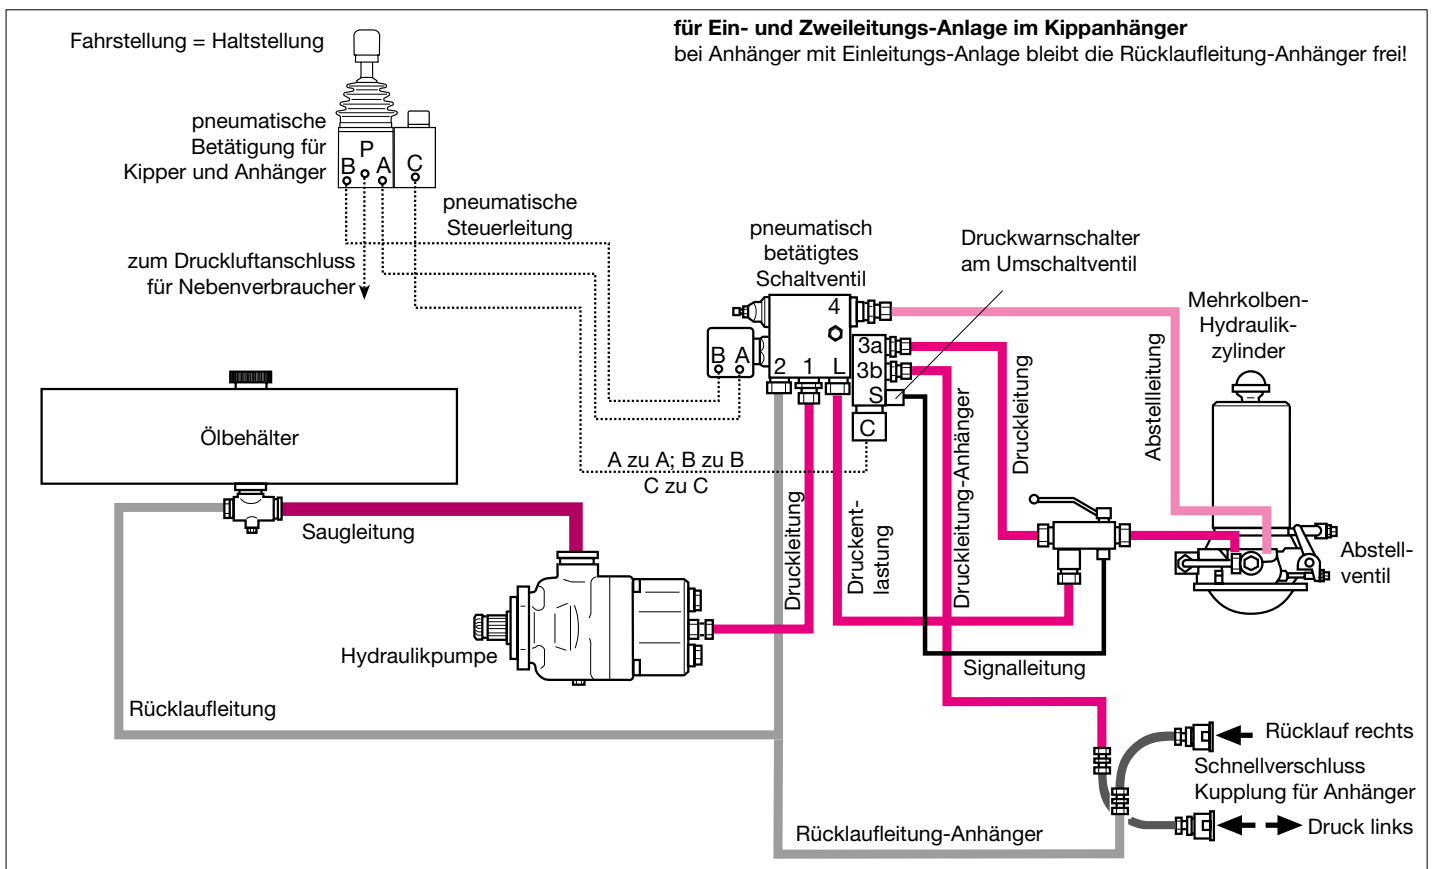 für Ein- und Zweileitungs-Anlage im Kippanhänger
bei Anhänger mit Einleitungs-Anlage bleibt die Rücklaufleitung-Anhänger frei!
Fahrstellung = Haltstellung
pneumatische
Betätigung für
Kipper und Anhänger
B
P
A
C
pneumatische
Steuerleitung
zum Druckluftanschluss
für Nebenverbraucher
pneumatisch
betätigtes
Schaltventil
Druckwarnschalter
am Umschaltventil
Mehrkolben-
Hydraulik-
zylinder
4
3a
3b
B A
2 1 L
S
C
Ölbehälter
A zu A; B zu B
C zu C
Saugleitung
Druckleitung
Druckent-
lastung
Druckleitung-Anhänger
Druckleitung
Abstellleitung
Abstell-
ventil
Hydraulikpumpe
Signalleitung
Rücklaufleitung
Rücklauf rechts
Schnellverschluss
Kupplung für Anhänger
Druck links
Rücklaufleitung-Anhänger